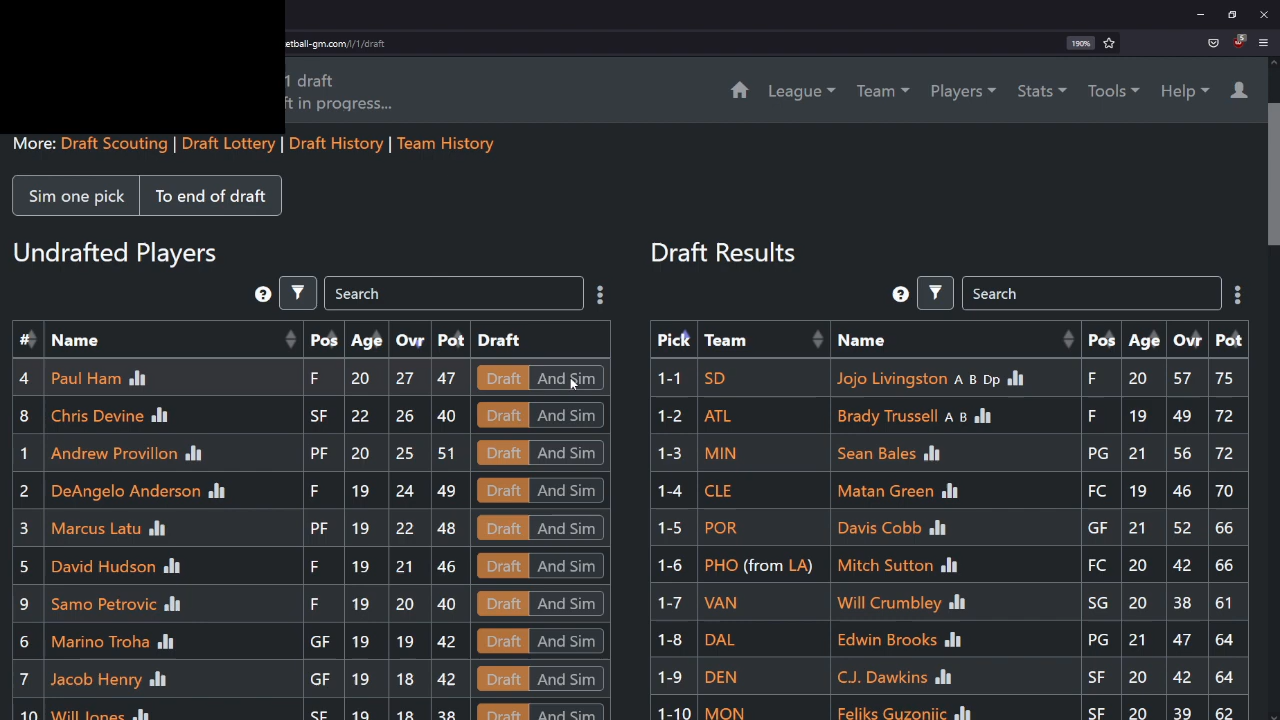 etball-gm.com/l/1/draft
190%
5
1 draft
ft in progress...
League Team Players Stats Tools Help
More: Draft Scouting | Draft Lottery | Draft History | Team History
Sim one pick To end of draft
Undrafted Players
? Search
# Name Pos Age Ovr Pot Draft
4 Paul Ham F 20 27 47 Draft And Sim
8 Chris Devine SF 22 26 40 Draft And Sim
1 Andrew Provillon PF 20 25 51 Draft And Sim
2 DeAngelo Anderson F 19 24 49 Draft And Sim
3 Marcus Latu PF 19 22 48 Draft And Sim
5 David Hudson F 19 21 46 Draft And Sim
9 Samo Petrovic F 19 20 40 Draft And Sim
6 Marino Troha GF 19 19 42 Draft And Sim
7 Jacob Henry GF 19 18 42 Draft And Sim
10 Will Jones SF 19 18 38 Draft And Sim
Draft Results
? Search
Pick Team Name Pos Age Ovr Pot
1-1 SD Jojo Livingston A B Dp F 20 57 75
1-2 ATL Brady Trussell A B F 19 49 72
1-3 MIN Sean Bales PG 21 56 72
1-4 CLE Matan Green FC 19 46 70
1-5 POR Davis Cobb GF 21 52 66
1-6 PHO (from LA) Mitch Sutton FC 20 42 66
1-7 VAN Will Crumbley SG 20 38 61
1-8 DAL Edwin Brooks PG 21 47 64
1-9 DEN C.J. Dawkins SF 20 42 64
1-10 MON Feliks Guzonjic SF 20 39 62